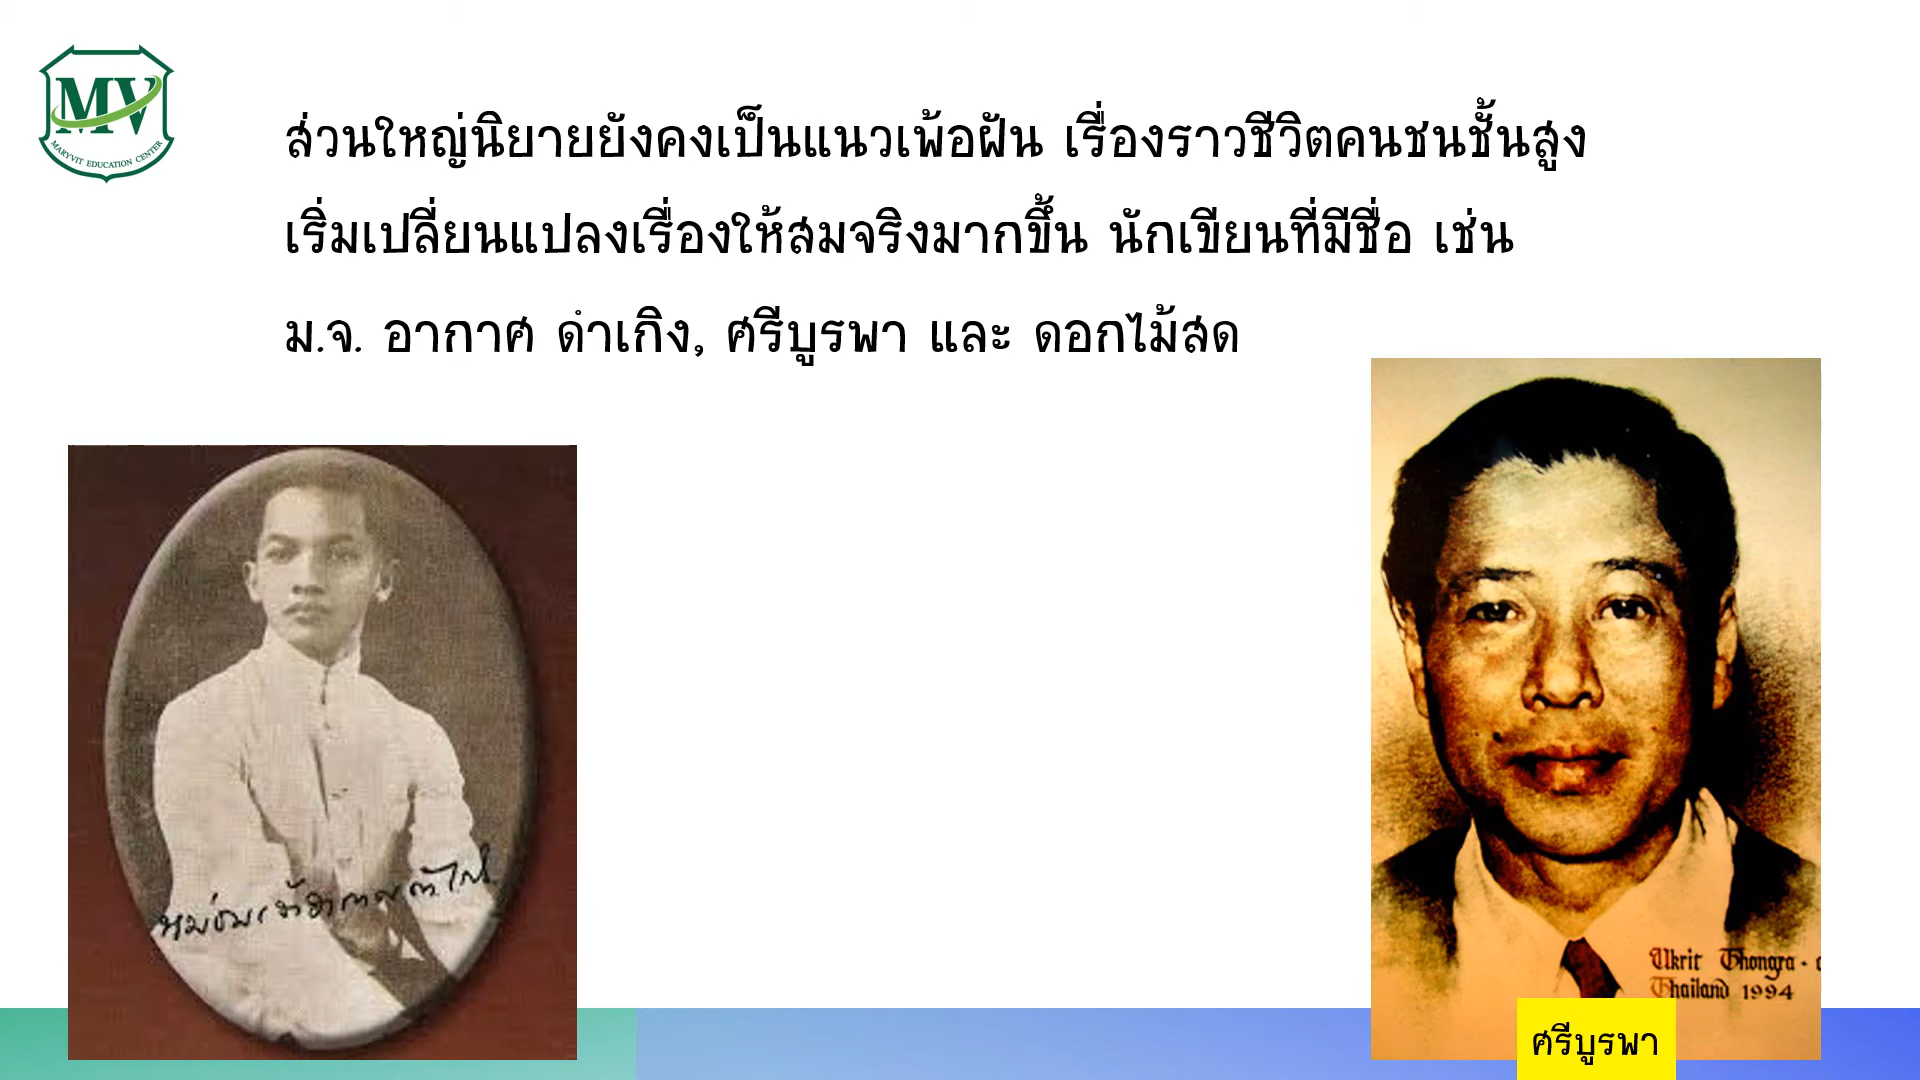 MV
MARYVIT EDUCATION CENTER
ส่วนใหญ่นิยายยังคงเป็นแนวเพ้อฝัน เรื่องราวชีวิตคนชนชั้นสูง
เริ่มเปลี่ยนแปลงเรื่องให้สมจริงมากขึ้น นักเขียนที่มีชื่อ เช่น
ม.จ. อากาศ ดำเกิง, ศรีบูรพา และ ดอกไม้สด
Ukrit Thongra-
Thailand 1994
ศรีบูรพา